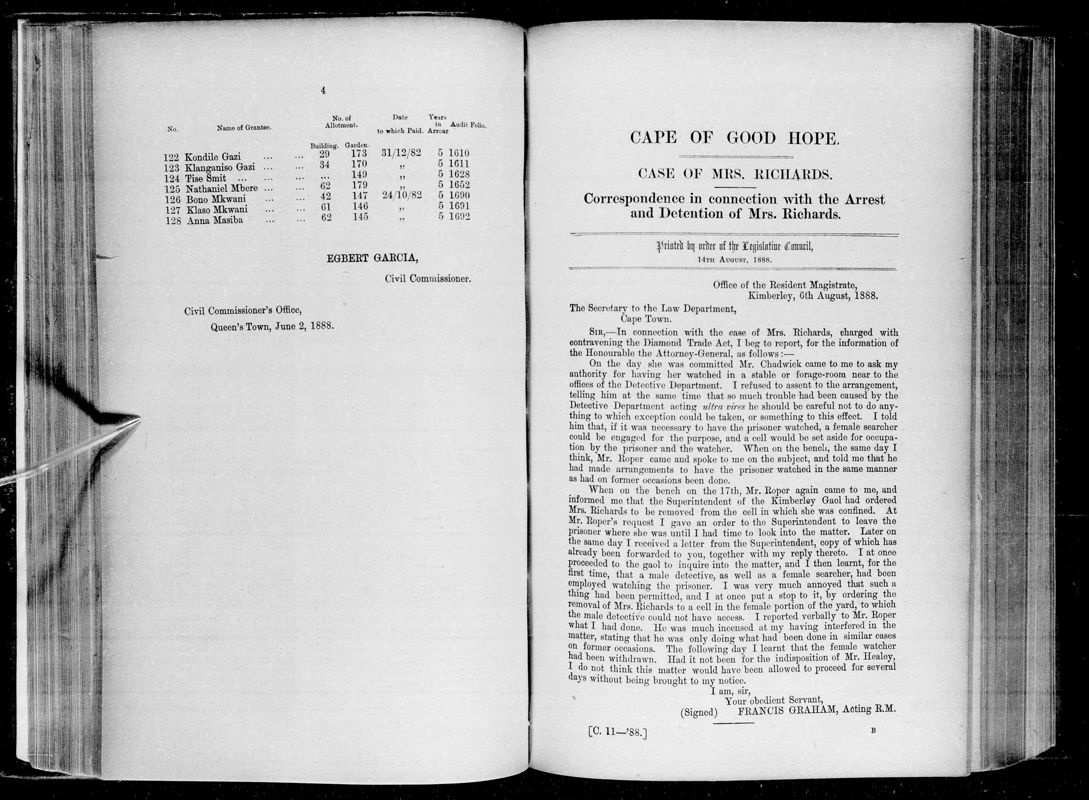 4
No. Name of Grantee. No. of Allotment. Date to which Paid. Years in Arrear Audit Folio.
Building. Garden.
122 Kondile Gazi ... ... 29 173 31/12/82 5 1610
123 Klanganiso Gazi ... ... 34 170 ,, 5 1611
124 Tise Smit ... ... ... ... 149 ,, 5 1628
125 Nathaniel Mbere ... ... 62 179 ,, 5 1652
126 Bono Mkwani ... ... 42 147 24/10/82 5 1690
127 Klaso Mkwani ... ... 61 146 ,, 5 1691
128 Anna Masiba ... ... 62 145 ,, 5 1692
EGBERT GARCIA,
Civil Commissioner.
Civil Commissioner's Office,
Queen's Town, June 2, 1888.
CAPE OF GOOD HOPE.
CASE OF MRS. RICHARDS.
Correspondence in connection with the Arrest
and Detention of Mrs. Richards.
Printed by order of the Legislative Council,
14TH AUGUST, 1888.
Office of the Resident Magistrate,
Kimberley, 6th August, 1888.
The Secretary to the Law Department,
Cape Town.
SIR,—In connection with the case of Mrs. Richards, charged with
contravening the Diamond Trade Act, I beg to report, for the information of
the Honourable the Attorney-General, as follows:—
On the day she was committed Mr. Chadwick came to me to ask my
authority for having her watched in a stable or forage-room near to the
offices of the Detective Department. I refused to assent to the arrangement,
telling him at the same time that so much trouble had been caused by the
Detective Department acting ultra vires he should be careful not to do any-
thing to which exception could be taken, or something to this effect. I told
him that, if it was necessary to have the prisoner watched, a female searcher
could be engaged for the purpose, and a cell would be set aside for occupa-
tion by the prisoner and the watcher. When on the bench, the same day I
think, Mr. Roper came and spoke to me on the subject, and told me that he
had made arrangements to have the prisoner watched in the same manner
as had on former occasions been done.
When on the bench on the 17th, Mr. Roper again came to me, and
informed me that the Superintendent of the Kimberley Gaol had ordered
Mrs. Richards to be removed from the cell in which she was confined. At
Mr. Roper's request I gave an order to the Superintendent to leave the
prisoner where she was until I had time to look into the matter. Later on
the same day I received a letter from the Superintendent, copy of which has
already been forwarded to you, together with my reply thereto. I at once
proceeded to the gaol to inquire into the matter, and I then learnt, for the
first time, that a male detective, as well as a female searcher, had been
employed watching the prisoner. I was very much annoyed that such a
thing had been permitted, and I at once put a stop to it, by ordering the
removal of Mrs. Richards to a cell in the female portion of the yard, to which
the male detective could not have access. I reported verbally to Mr. Roper
what I had done. He was much incensed at my having interfered in the
matter, stating that he was only doing what had been done in similar cases
on former occasions. The following day I learnt that the female watcher
had been withdrawn. Had it not been for the indisposition of Mr. Healey,
I do not think this matter would have been allowed to proceed for several
days without being brought to my notice.
I am, sir,
Your obedient Servant,
(Signed) FRANCIS GRAHAM, Acting R.M.
[C. 11—'88.] B